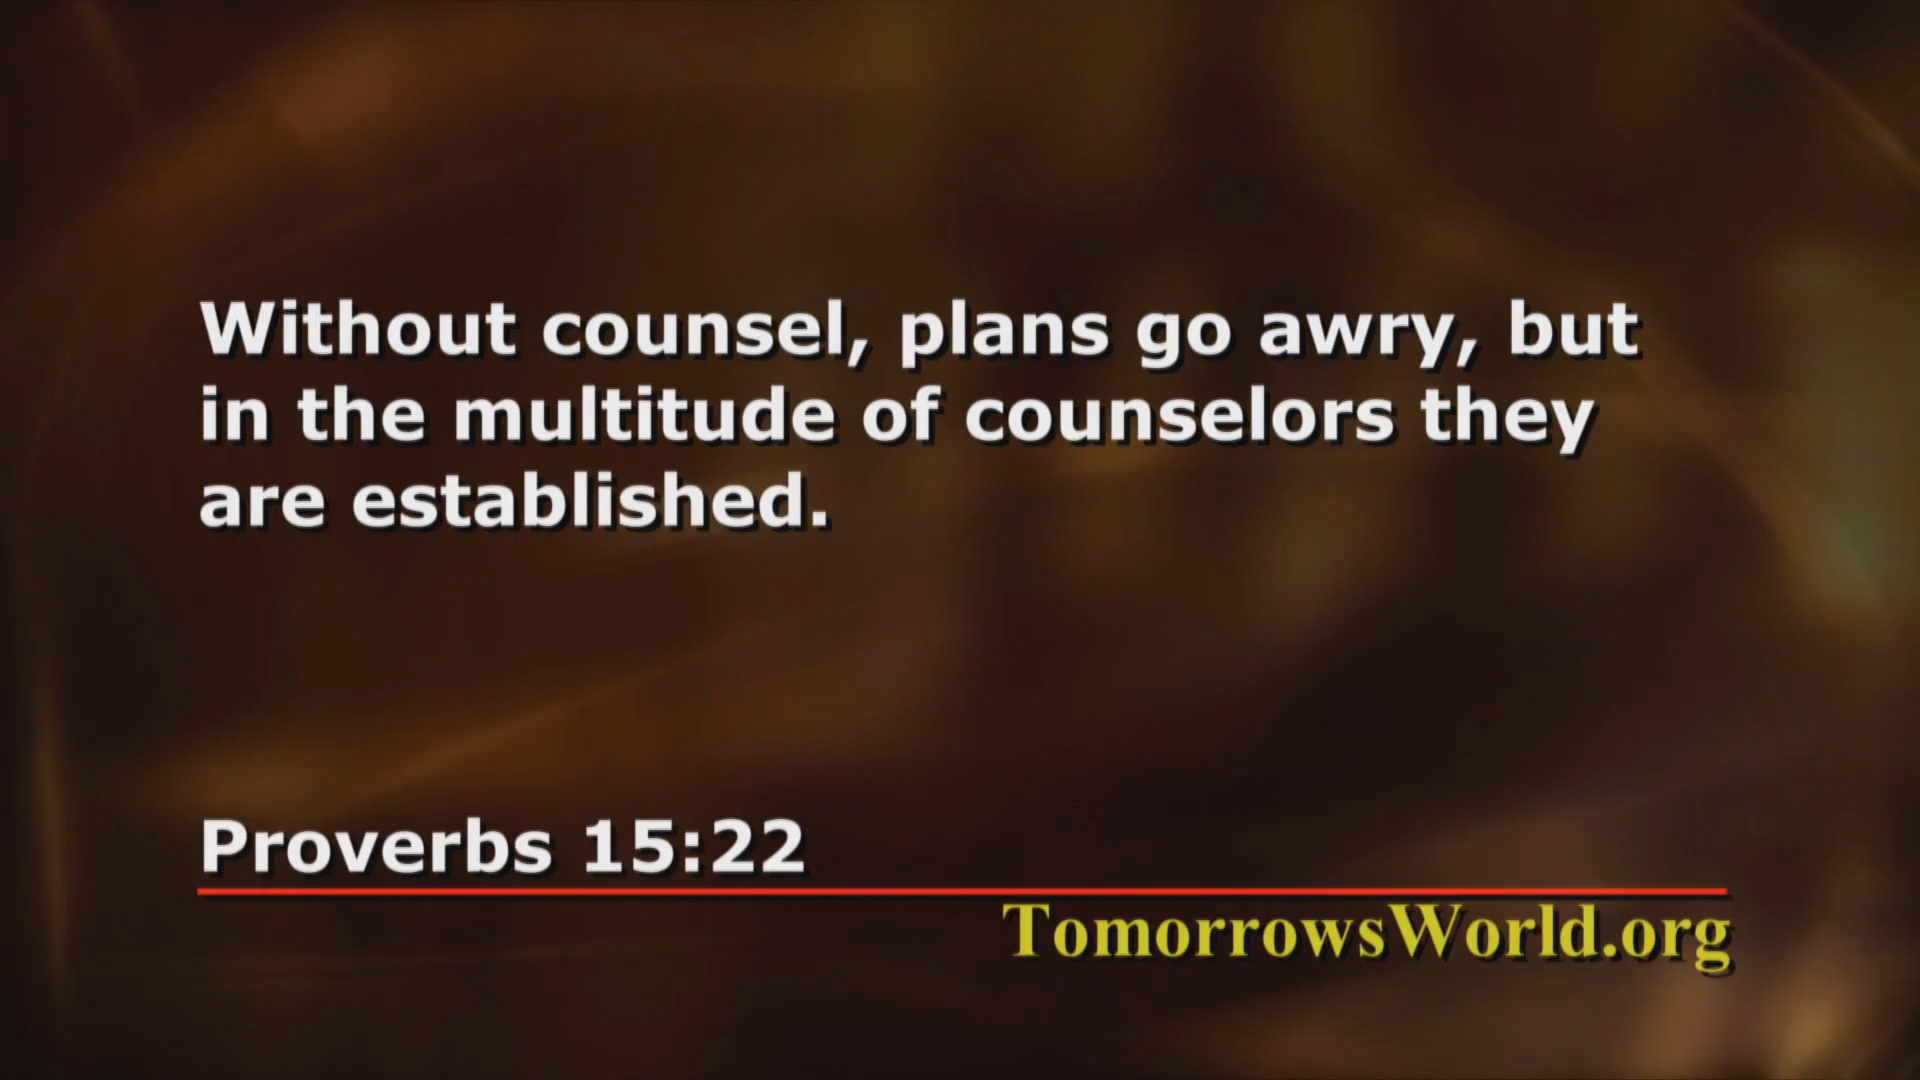 Without counsel, plans go awry, but
in the multitude of counselors they
are established.
Proverbs 15:22
TomorrowsWorld.org